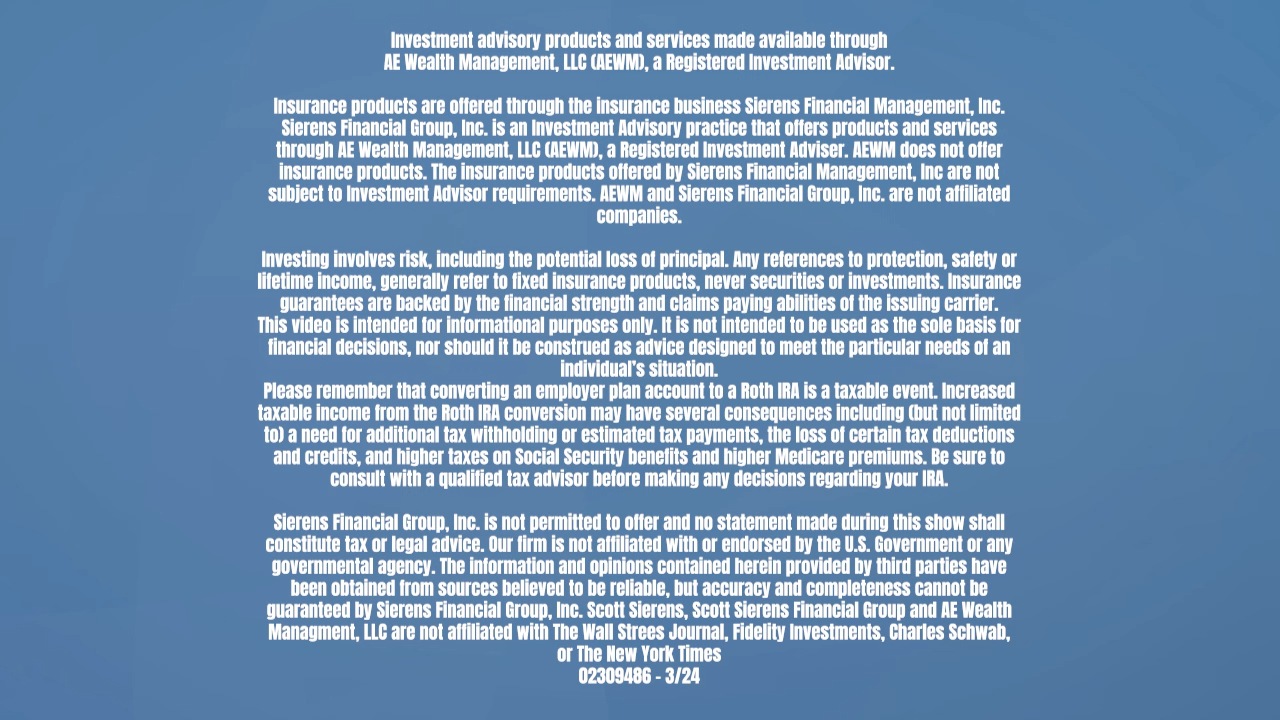 Investment advisory products and services made available through
AE Wealth Management, LLC (AEWM), a Registered Investment Advisor.
Insurance products are offered through the insurance business Sierens Financial Management, Inc.
Sierens Financial Group, Inc. is an Investment Advisory practice that offers products and services
through AE Wealth Management, LLC (AEWM), a Registered Investment Adviser. AEWM does not offer
insurance products. The insurance products offered by Sierens Financial Management, Inc are not
subject to Investment Advisor requirements. AEWM and Sierens Financial Group, Inc. are not affiliated
companies.
Investing involves risk, including the potential loss of principal. Any references to protection, safety or
lifetime income, generally refer to fixed insurance products, never securities or investments. Insurance
guarantees are backed by the financial strength and claims paying abilities of the issuing carrier.
This video is intended for informational purposes only. It is not intended to be used as the sole basis for
financial decisions, nor should it be construed as advice designed to meet the particular needs of an
individual's situation.
Please remember that converting an employer plan account to a Roth IRA is a taxable event. Increased
taxable income from the Roth IRA conversion may have several consequences including (but not limited
to) a need for additional tax withholding or estimated tax payments, the loss of certain tax deductions
and credits, and higher taxes on Social Security benefits and higher Medicare premiums. Be sure to
consult with a qualified tax advisor before making any decisions regarding your IRA.
Sierens Financial Group, Inc. is not permitted to offer and no statement made during this show shall
constitute tax or legal advice. Our firm is not affiliated with or endorsed by the U.S. Government or any
governmental agency. The information and opinions contained herein provided by third parties have
been obtained from sources believed to be reliable, but accuracy and completeness cannot be
guaranteed by Sierens Financial Group, Inc. Scott Sierens, Scott Sierens Financial Group and AE Wealth
Managment, LLC are not affiliated with The Wall Strees Journal, Fidelity Investments, Charles Schwab,
or The New York Times
02309486 - 3/24